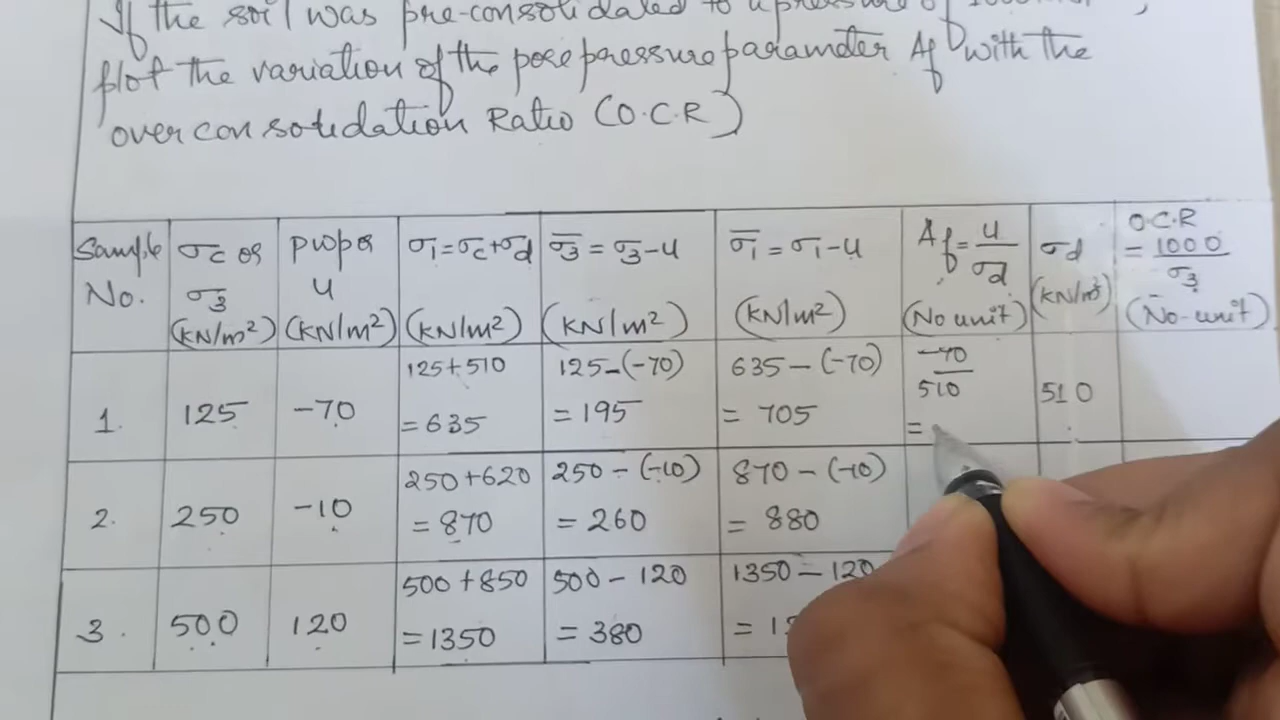 If the soil was pre-consolidated to a pressure of
plot the variation of the pore pressure parameter Af with the
over consolidation Ratio (O.C.R)
Sample No. | σc or σ3 (KN/m²) | pwp or u (KN/m²) | σ1 = σc+σd (KN/m²) | σ̅3 = σ3-u (KN/m²) | σ̅1 = σ1-u (KN/m²) | Af = u/σd (No unit) | σd (KN/m²) | O.C.R = 1000/σ3 (No-unit)
1. | 125 | -70 | 125+510 = 635 | 125-(-70) = 195 | 635-(-70) = 705 | -70/510 = | 510
2. | 250 | -10 | 250+620 = 870 | 250-(-10) = 260 | 870-(-10) = 880
3. | 500 | 120 | 500+850 = 1350 | 500-120 = 380 | 1350-120 =